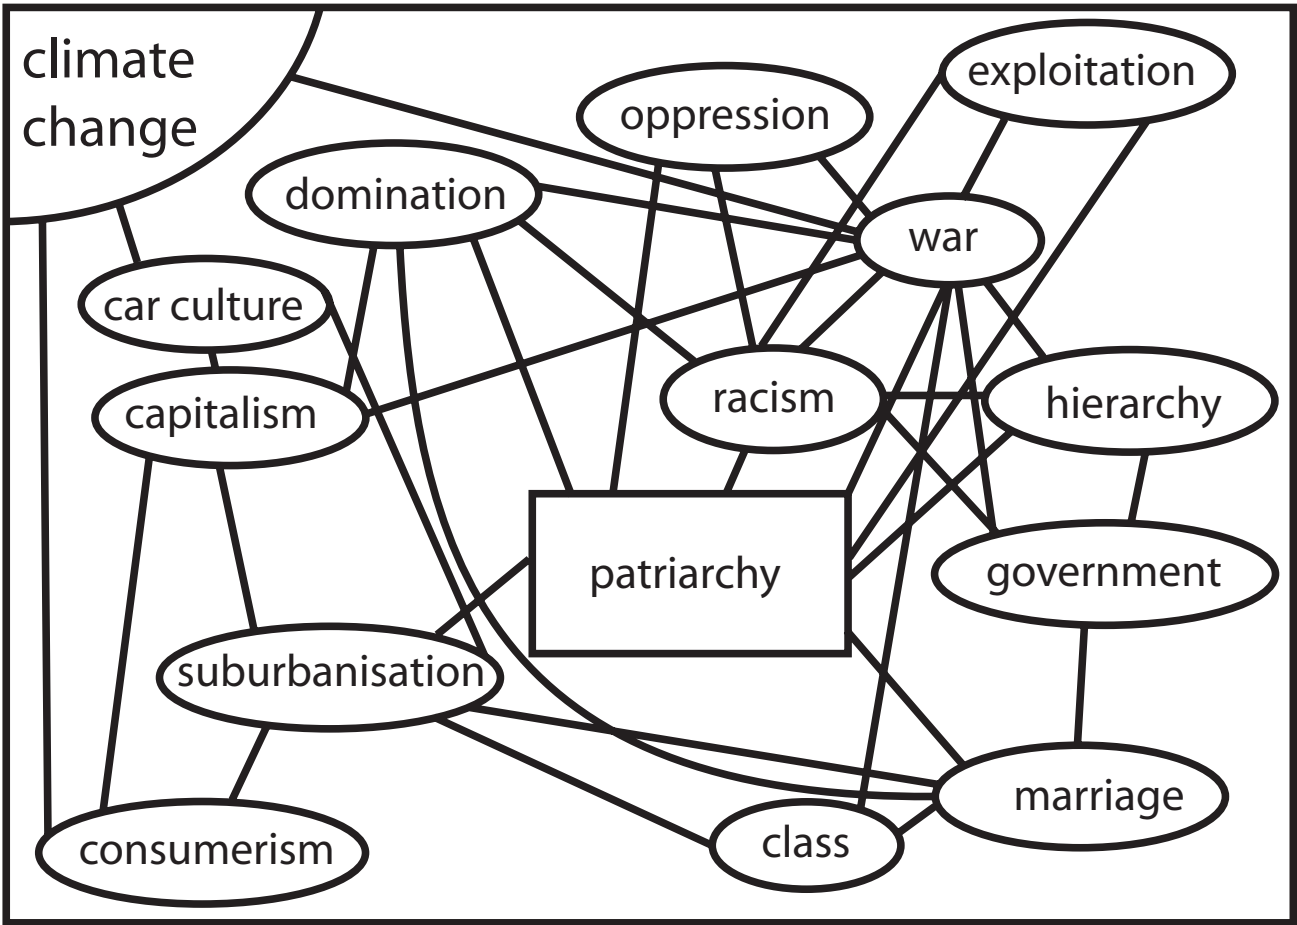 climate
change
exploitation
oppression
domination
war
car culture
capitalism
racism
hierarchy
patriarchy
government
suburbanisation
marriage
class
consumerism